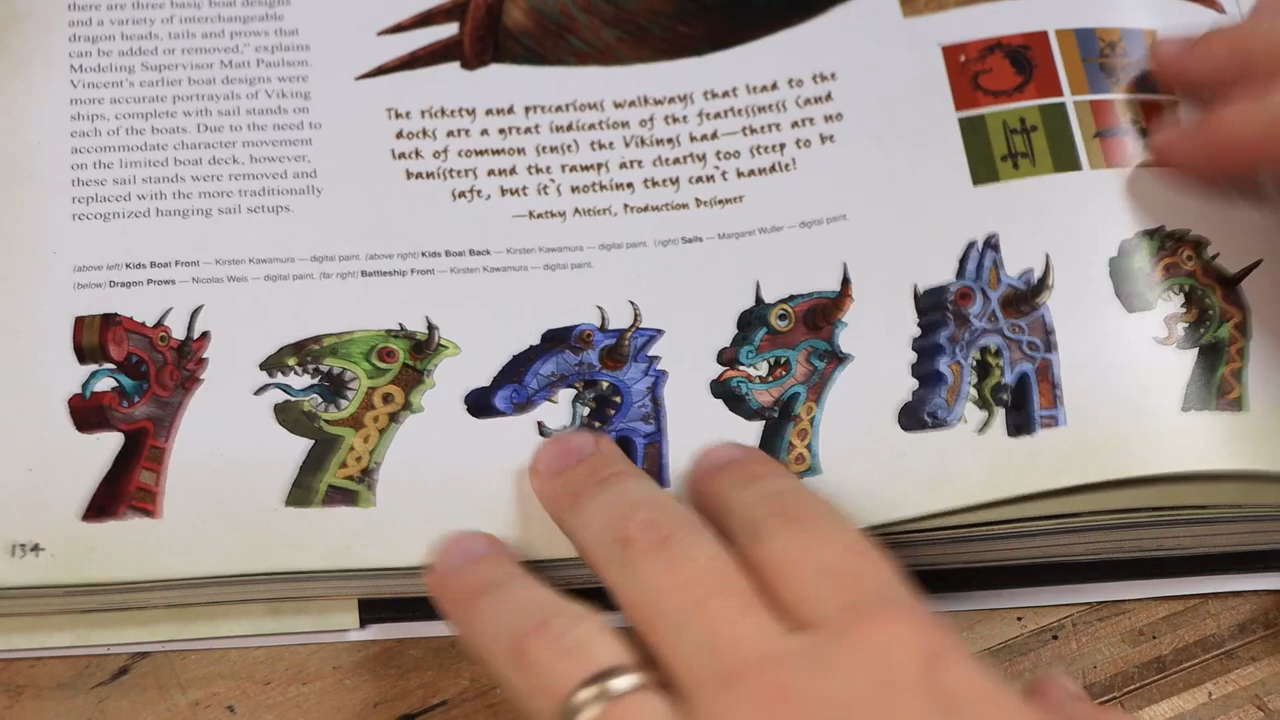 there are three basic boat designs
and a variety of interchangeable
dragon heads, tails and prows that
can be added or removed,” explains
Modeling Supervisor Matt Paulson.
Vincent’s earlier boat designs were
more accurate portrayals of Viking
ships, complete with sail stands on
each of the boats. Due to the need to
accommodate character movement
on the limited boat deck, however,
these sail stands were removed and
replaced with the more traditionally
recognized hanging sail setups.
The rickety and precarious walkways that lead to the
docks are a great indication of the fearlessness (and
lack of common sense) the Vikings had—there are no
banisters and the ramps are clearly too steep to be
safe, but it’s nothing they can’t handle!
—Kathy Altieri, Production Designer
(above left) Kids Boat Front — Kirsten Kawamura — digital paint. (above right) Kids Boat Back — Kirsten Kawamura — digital paint. (right) Sails — Margaret Wuller — digital paint.
(below) Dragon Prows — Nicolas Weis — digital paint. (far right) Battleship Front — Kirsten Kawamura — digital paint.
134